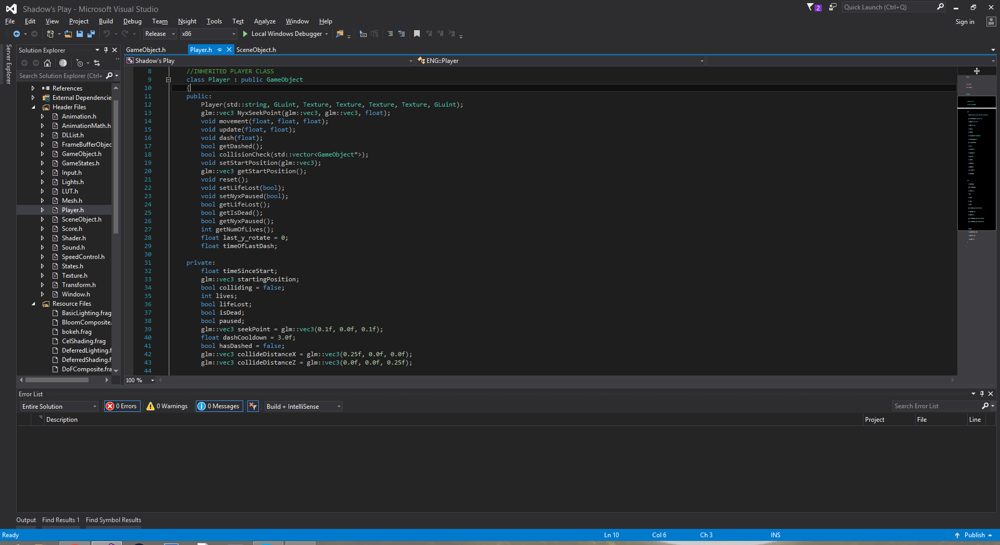 Shadow's Play - Microsoft Visual Studio
2
Quick Launch (Ctrl+Q)
File Edit View Project Build Debug Team Nsight Tools Test Analyze Window Help
Sign in
Release x86 Local Windows Debugger
Server Explorer
Solution Explorer
Search Solution Explorer (Ctrl+
References
External Dependencie
Header Files
Animation.h
AnimationMath.h
DLList.h
FrameBufferObjec
GameObject.h
GameStates.h
Input.h
Lights.h
LUT.h
Mesh.h
Player.h
SceneObject.h
Score.h
Shader.h
Sound.h
SpeedControl.h
States.h
Texture.h
Transform.h
Window.h
Resource Files
BasicLighting.frag
BloomComposite.
bokeh.frag
CelShading.frag
DeferredLighting.f
DeferredShading.f
DoFComposite.fra
GameObject.h Player.h SceneObject.h
Shadow's Play ENG::Player
8 //INHERITED PLAYER CLASS
9 class Player : public GameObject
10 {
11 public:
12 Player(std::string, GLuint, Texture, Texture, Texture, Texture, GLuint);
13 glm::vec3 NyxSeekPoint(glm::vec3, glm::vec3, float);
14 void movement(float, float, float);
15 void update(float, float);
16 void dash(float);
17 bool getDashed();
18 bool collisionCheck(std::vector<GameObject*>);
19 void setStartPosition(glm::vec3);
20 glm::vec3 getStartPosition();
21 void reset();
22 void setLifeLost(bool);
23 void setNyxPaused(bool);
24 bool getLifeLost();
25 bool getIsDead();
26 bool getNyxPaused();
27 int getNumOfLives();
28 float last_y_rotate = 0;
29 float timeOfLastDash;
30
31 private:
32 float timeSinceStart;
33 glm::vec3 startingPosition;
34 bool colliding = false;
35 int lives;
36 bool lifeLost;
37 bool isDead;
38 bool paused;
39 glm::vec3 seekPoint = glm::vec3(0.1f, 0.0f, 0.1f);
40 float dashCooldown = 3.0f;
41 bool hasDashed = false;
42 glm::vec3 collideDistanceX = glm::vec3(0.25f, 0.0f, 0.0f);
43 glm::vec3 collideDistanceZ = glm::vec3(0.0f, 0.0f, 0.25f);
44
100 %
Error List
Entire Solution 0 Errors 0 Warnings 0 Messages Build + IntelliSense
Search Error List
Description Project File Line
Output Find Results 1 Find Symbol Results
Ready Ln 10 Col 6 Ch 3 INS Publish